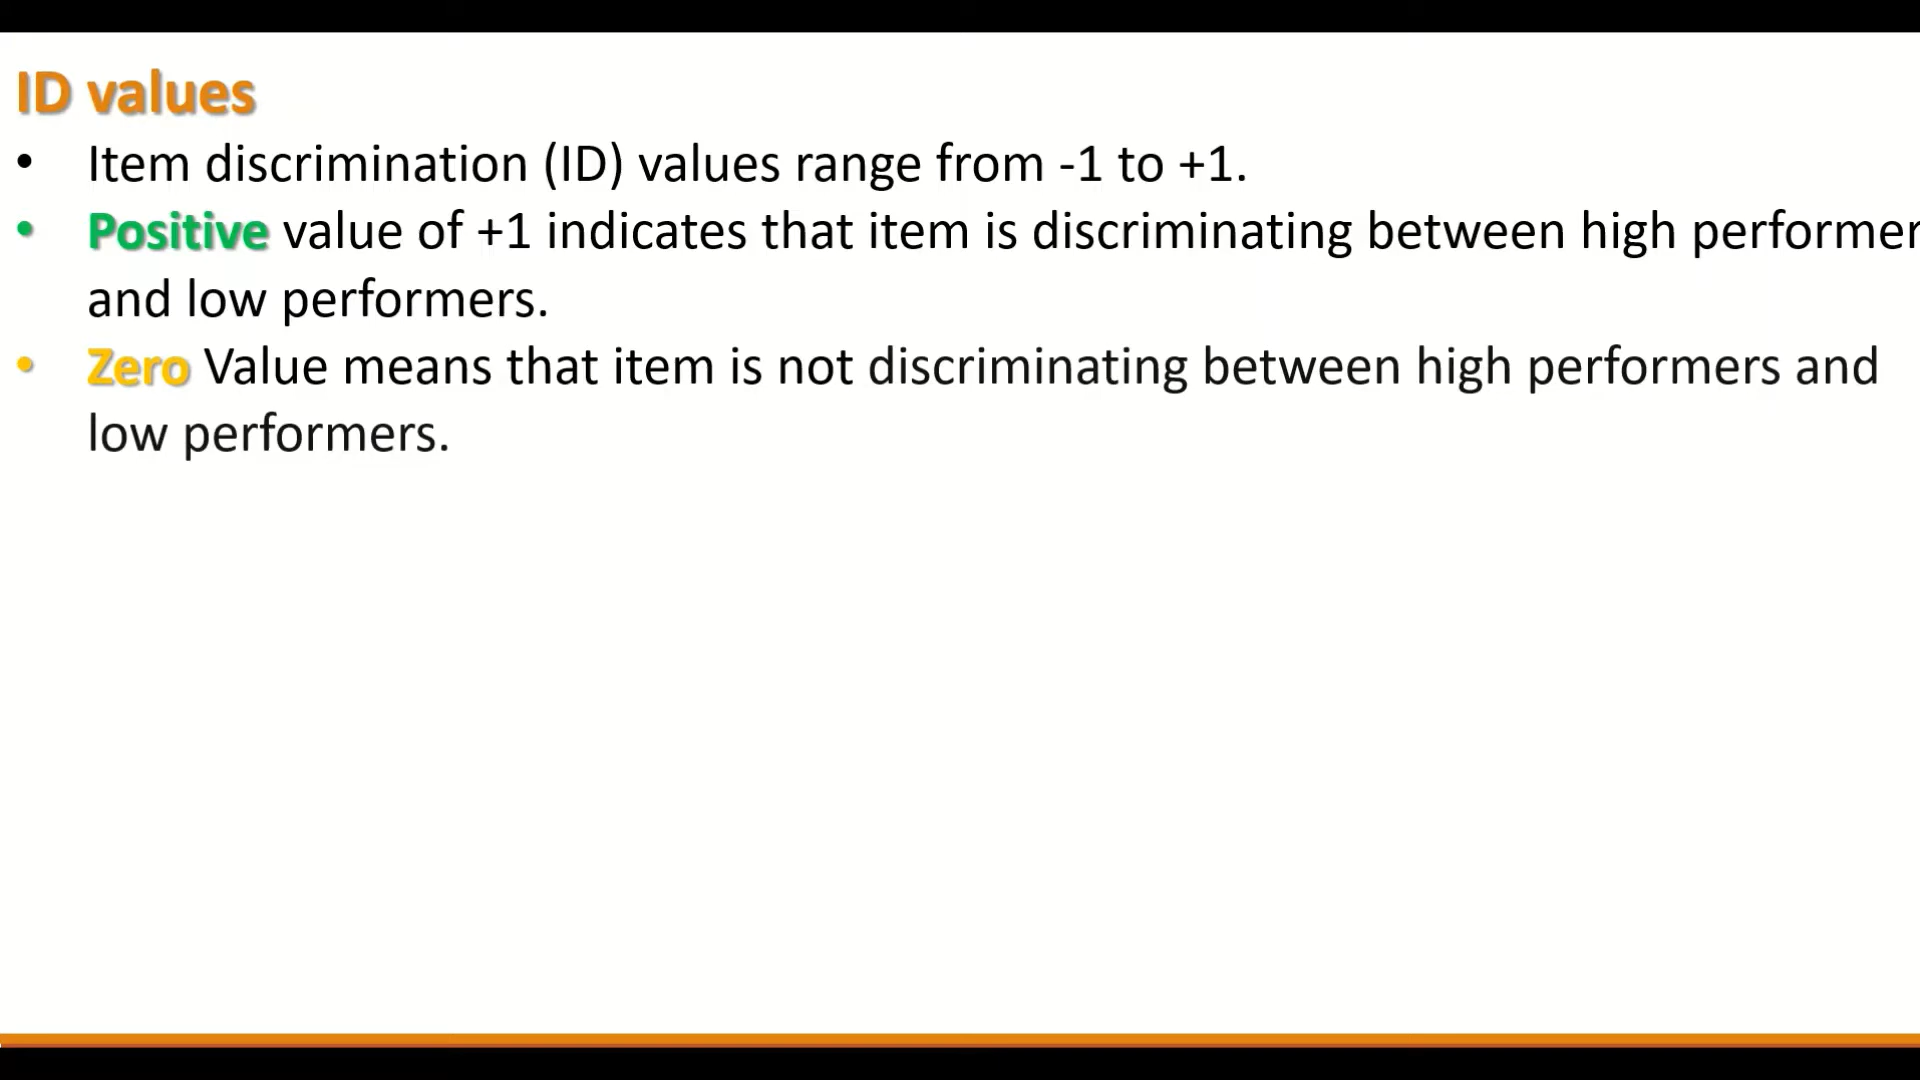 ID values
• Item discrimination (ID) values range from -1 to +1.
• Positive value of +1 indicates that item is discriminating between high performer
and low performers.
• Zero Value means that item is not discriminating between high performers and
low performers.